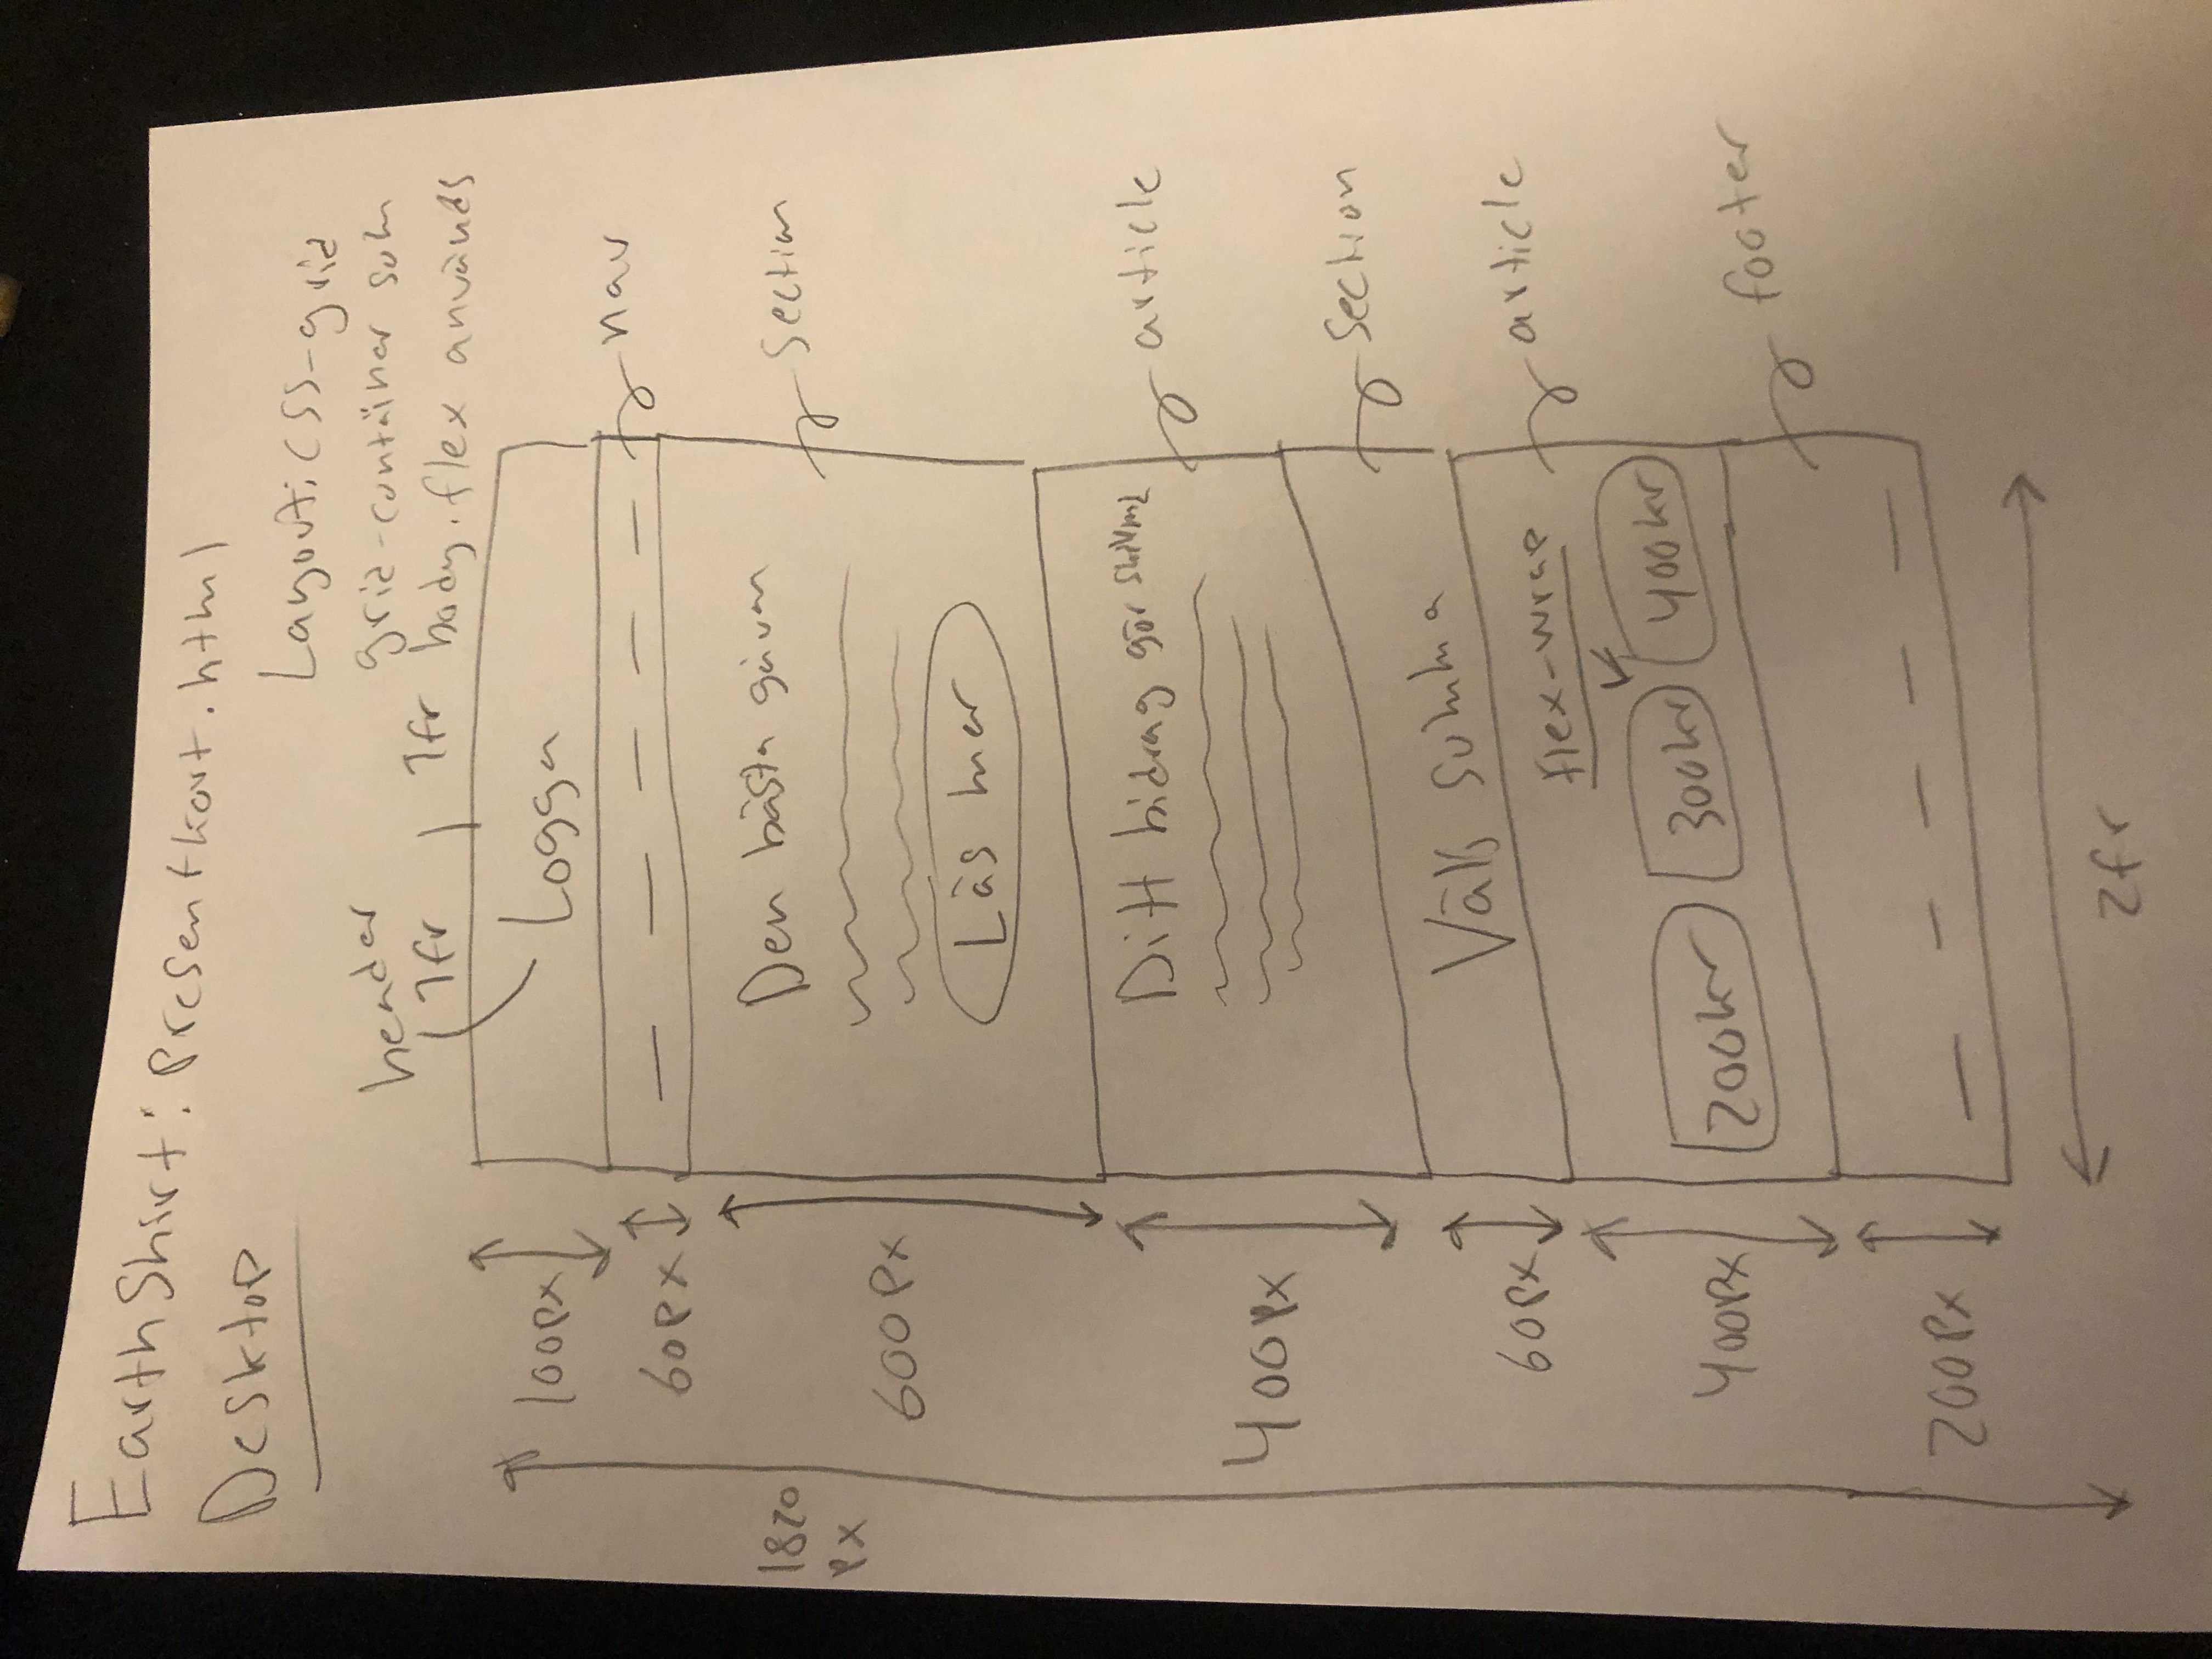 EarthShirt: Presentkort.html
Desktop
Layout: CSS-grid
grid-container som
body. flex används
header
1fr 1fr
100px
Logga
nav
60px
1820
px
600px
Den bästa gåvan
section
Läs mer
400px
Ditt bidrag gör
article
section
60px
Välj summa
article
flex-wrap
400px
200kr 300kr 400kr
footer
200px
2fr